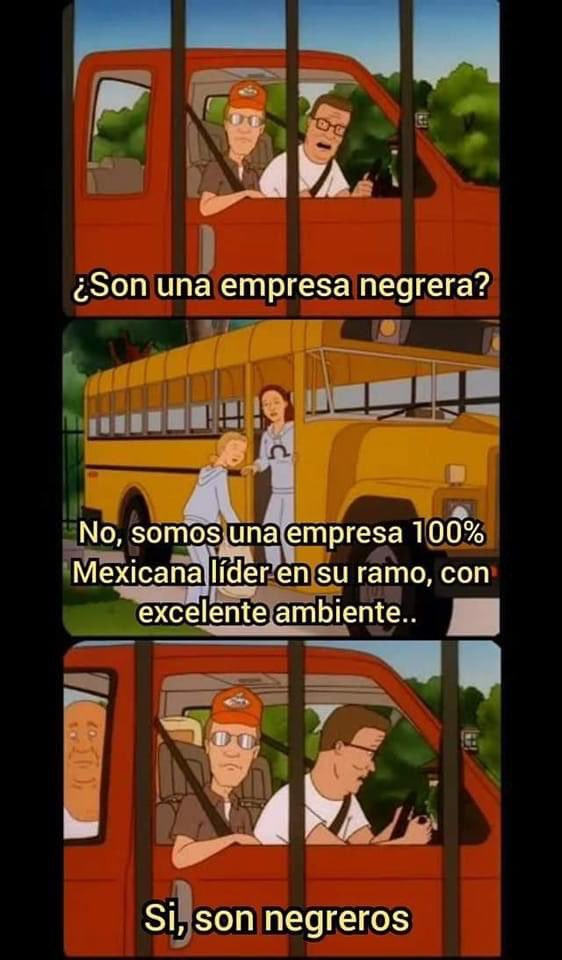 ¿Son una empresa negrera?
No, somos una empresa 100%
Mexicana líder en su ramo, con
excelente ambiente..
Si, son negreros